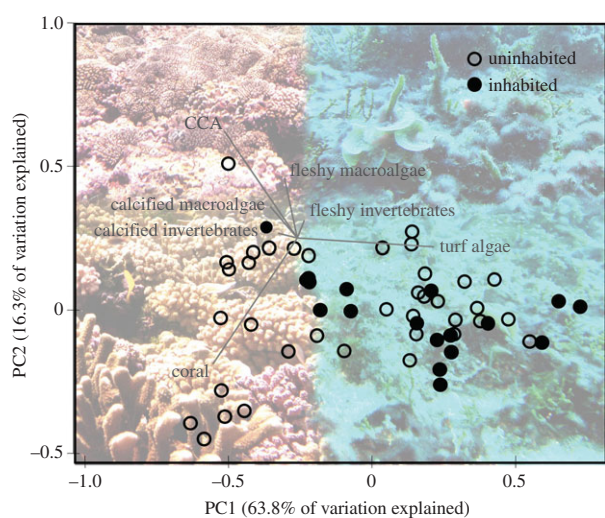 1.0
uninhabited
inhabited
CCA
fleshy macroalgae
0.5
calcified macroalgae
fleshy invertebrates
calcified invertebrates
turf algae
PC2 (16.3% of variation explained)
0
coral
–0.5
–1.0 –0.5 0 0.5
PC1 (63.8% of variation explained)